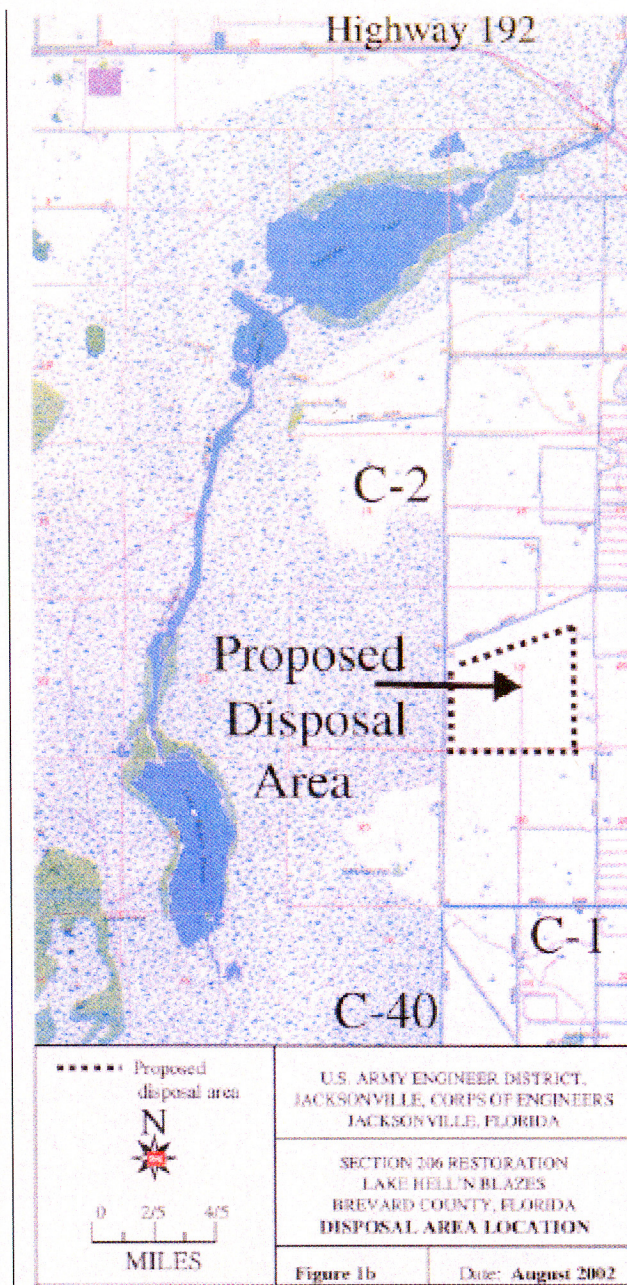 Highway 192
C-2
Proposed
Disposal
Area
C-1
C-40
Proposed
disposal area
N
0 2/5 4/5
MILES
U.S. ARMY ENGINEER DISTRICT,
JACKSONVILLE, CORPS OF ENGINEERS
JACKSONVILLE, FLORIDA
SECTION 206 RESTORATION
LAKE HELL'N BLAZES
BREVARD COUNTY, FLORIDA
DISPOSAL AREA LOCATION
Figure 1b
Date: August 2002